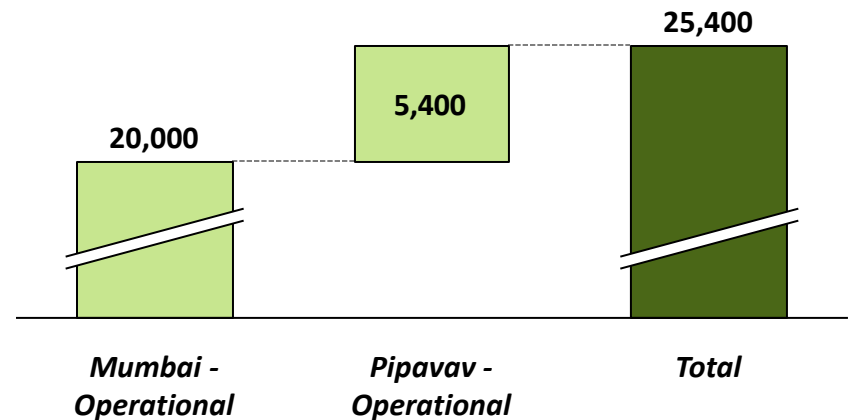 25,400
5,400
20,000
Mumbai -
Operational
Pipavav -
Operational
Total